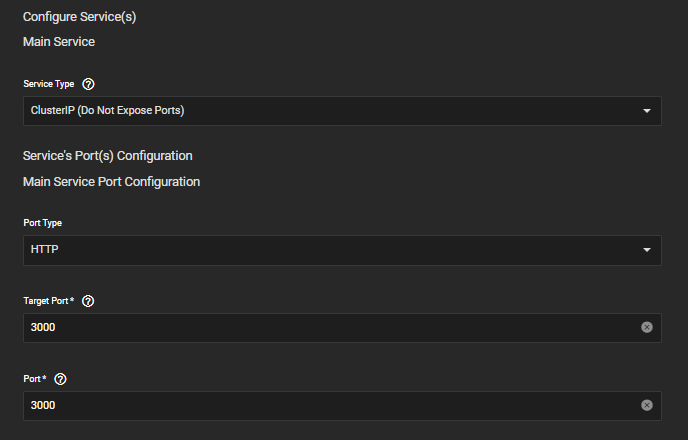 Configure Service(s)
Main Service
Service Type
ClusterIP (Do Not Expose Ports)
Service's Port(s) Configuration
Main Service Port Configuration
Port Type
HTTP
Target Port *
3000
Port *
3000